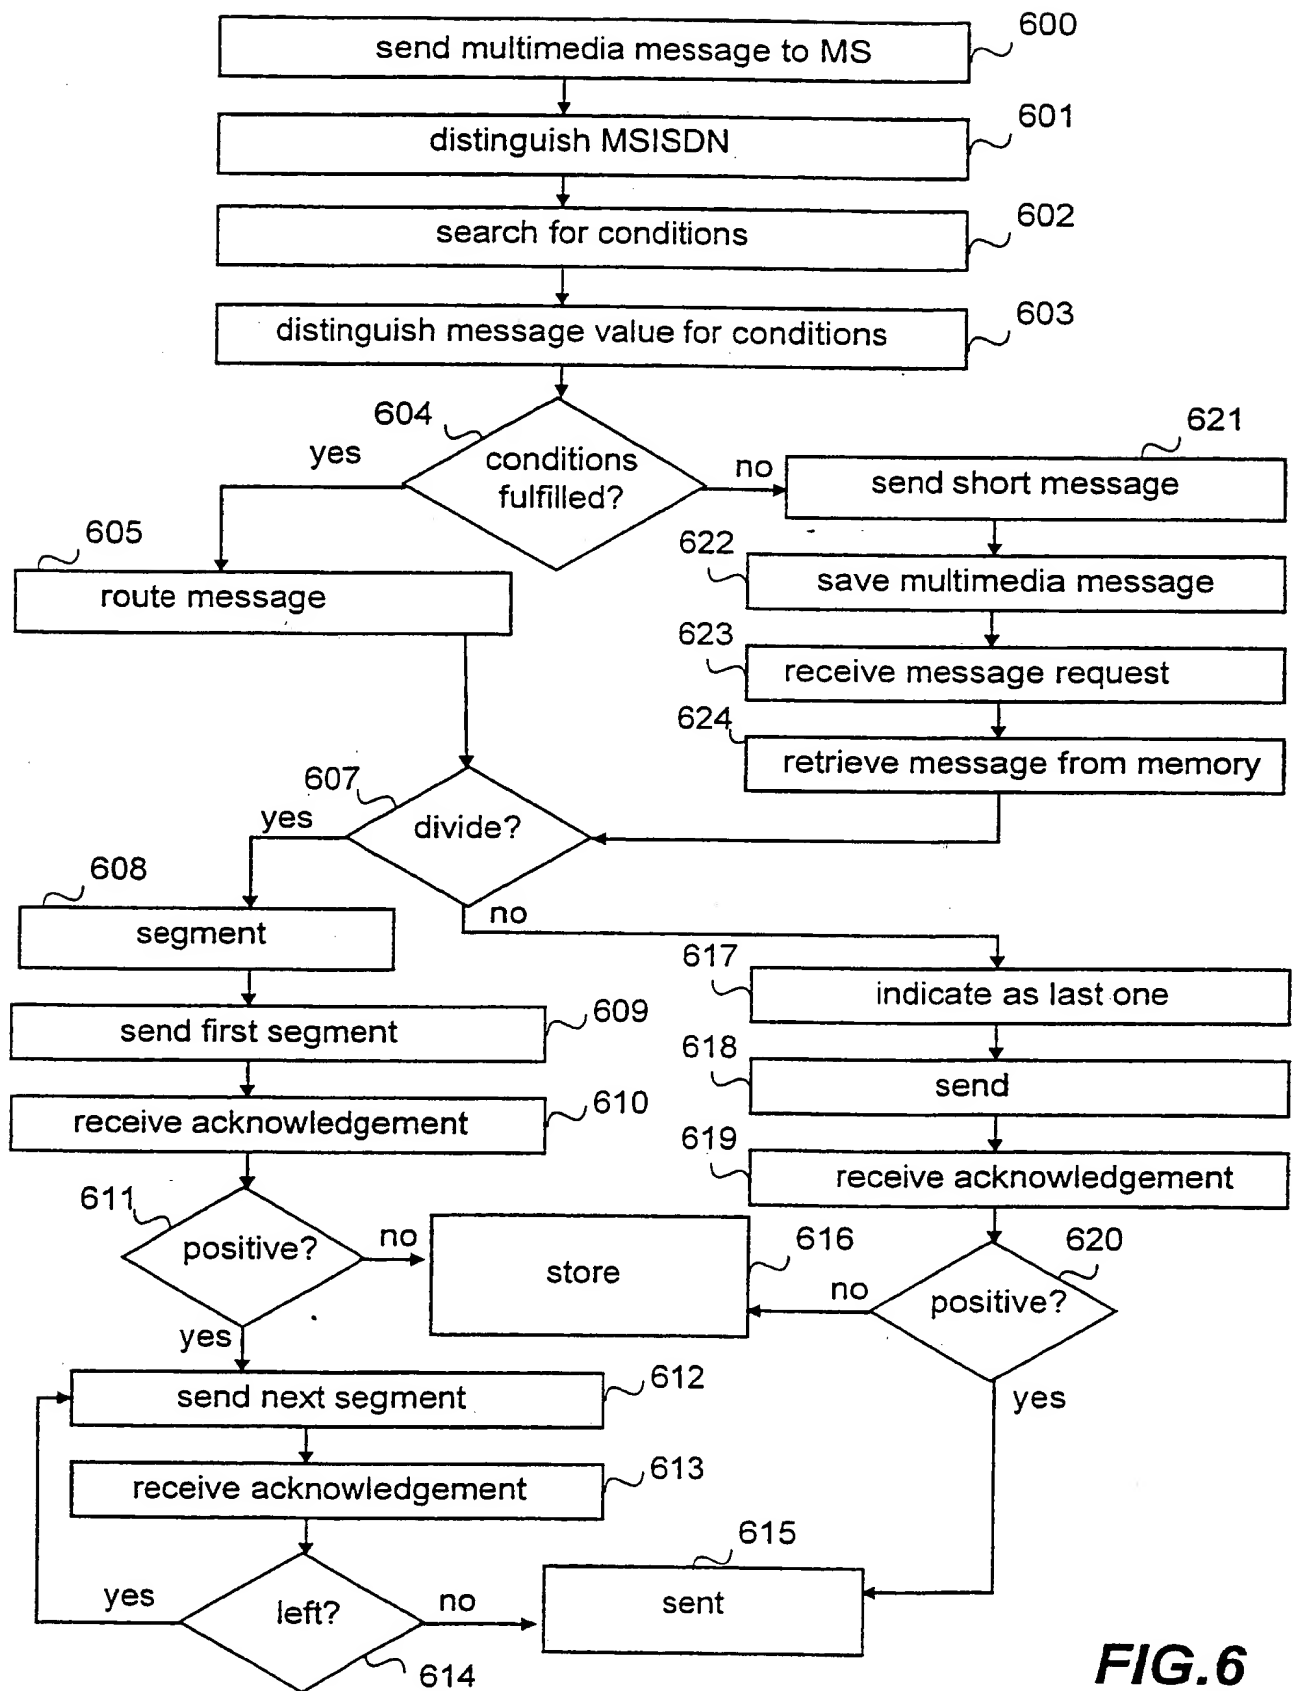 send multimedia message to MS
600
distinguish MSISDN
601
search for conditions
602
distinguish message value for conditions
603
604
conditions
fulfilled?
yes
no
621
send short message
605
route message
622
save multimedia message
623
receive message request
624
retrieve message from memory
607
divide?
yes
no
608
segment
617
indicate as last one
send first segment
609
618
send
receive acknowledgement
610
619
receive acknowledgement
611
positive?
no
store
616
620
positive?
no
yes
yes
send next segment
612
receive acknowledgement
613
615
sent
left?
yes
no
614
FIG.6